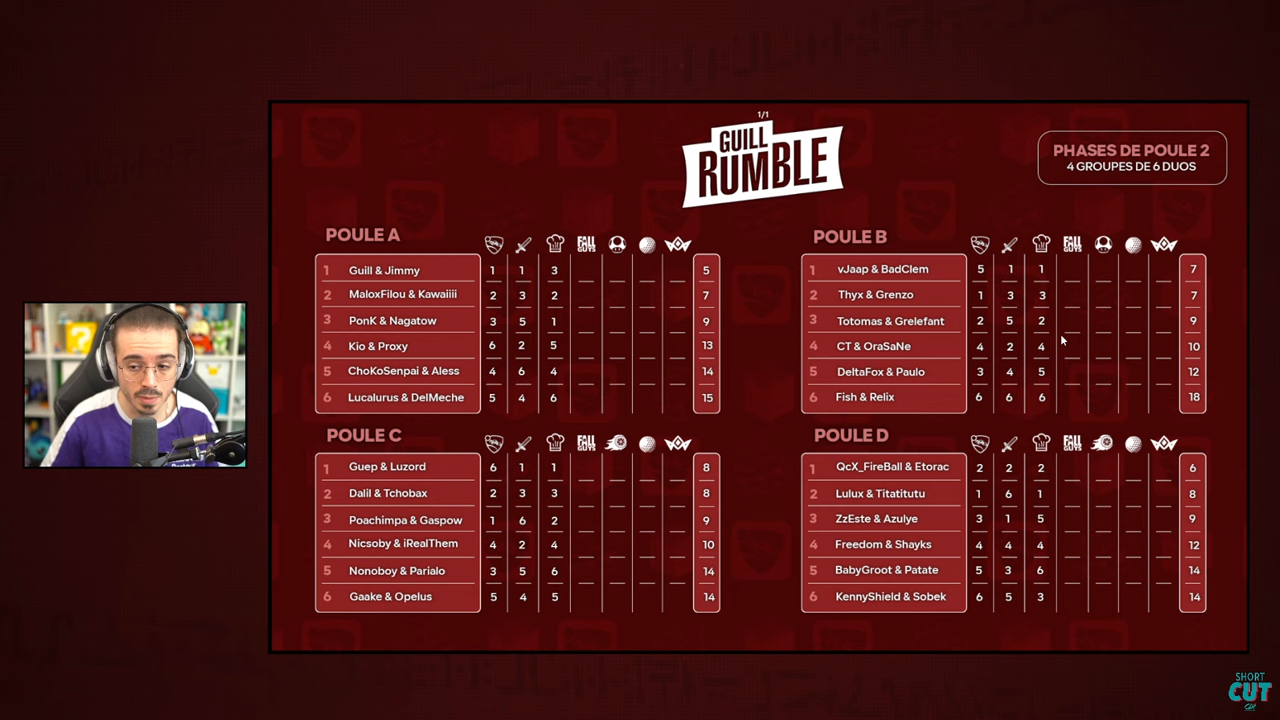 1/1
GUILL
RUMBLE
PHASES DE POULE 2
4 GROUPES DE 6 DUOS
POULE A
FALL GUYS
1 Guill & Jimmy 1 1 3 5
2 MaloxFilou & Kawaiiii 2 3 2 7
3 PonK & Nagatow 3 5 1 9
4 Kio & Proxy 6 2 5 13
5 ChoKoSenpai & Aless 4 6 4 14
6 Lucalurus & DelMeche 5 4 6 15
POULE B
FALL GUYS
1 vJaap & BadClem 5 1 1 7
2 Thyx & Grenzo 1 3 3 7
3 Totomas & Grelefant 2 5 2 9
4 CT & OraSaNe 4 2 4 10
5 DeltaFox & Paulo 3 4 5 12
6 Fish & Relix 6 6 6 18
POULE C
FALL GUYS
1 Guep & Luzord 6 1 1 8
2 Dalil & Tchobax 2 3 3 8
3 Poachimpa & Gaspow 1 6 2 9
4 Nicsoby & iRealThem 4 2 4 10
5 Nonoboy & Parialo 3 5 6 14
6 Gaake & Opelus 5 4 5 14
POULE D
FALL GUYS
1 QcX_FireBall & Etorac 2 2 2 6
2 Lulux & Titatitutu 1 6 1 8
3 ZzEste & Azulye 3 1 5 9
4 Freedom & Shayks 4 4 4 12
5 BabyGroot & Patate 5 3 6 14
6 KennyShield & Sobek 6 5 3 14
SHORT
CUT